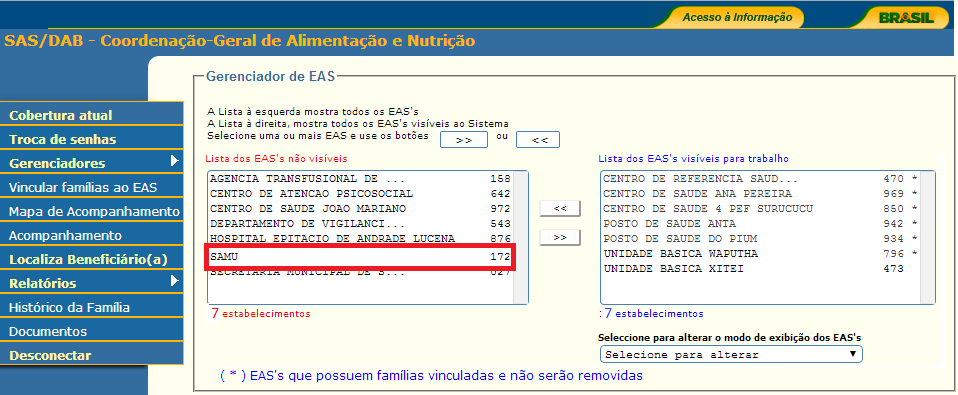 Acesso à Informação
BRASIL
SAS/DAB - Coordenação-Geral de Alimentação e Nutrição
Cobertura atual
Troca de senhas
Gerenciadores
Vincular famílias ao EAS
Mapa de Acompanhamento
Acompanhamento
Localiza Beneficiário(a)
Relatórios
Histórico da Família
Documentos
Desconectar
Gerenciador de EAS
A Lista à esquerda mostra todos os EAS's
A Lista à direita, mostra todos os EAS's visíveis ao Sistema
Selecione uma ou mais EAS e use os botões >> ou <<
Lista dos EAS's não visíveis
AGENCIA TRANSFUSIONAL DE ... 158
CENTRO DE ATENCAO PSICOSOCIAL 642
CENTRO DE SAUDE JOAO MARIANO 972
DEPARTAMENTO DE VIGILANCI... 543
HOSPITAL EPITACIO DE ANDRADE LUCENA 876
SAMU 172
SECRETARIA MUNICIPAL DE S... 027
7 estabelecimentos
<<
>>
Lista dos EAS's visíveis para trabalho
CENTRO DE REFERENCIA SAUD... 470 *
CENTRO DE SAUDE ANA PEREIRA 969 *
CENTRO DE SAUDE 4 PEF SURUCUCU 850 *
POSTO DE SAUDE ANTA 942 *
POSTO DE SAUDE DO PIUM 934 *
UNIDADE BASICA WAPUTHA 796 *
UNIDADE BASICA XITEI 473
:7 estabelecimentos
Seleccione para alterar o modo de exibição dos EAS's
Selecione para alterar
( * ) EAS's que possuem famílias vinculadas e não serão removidas